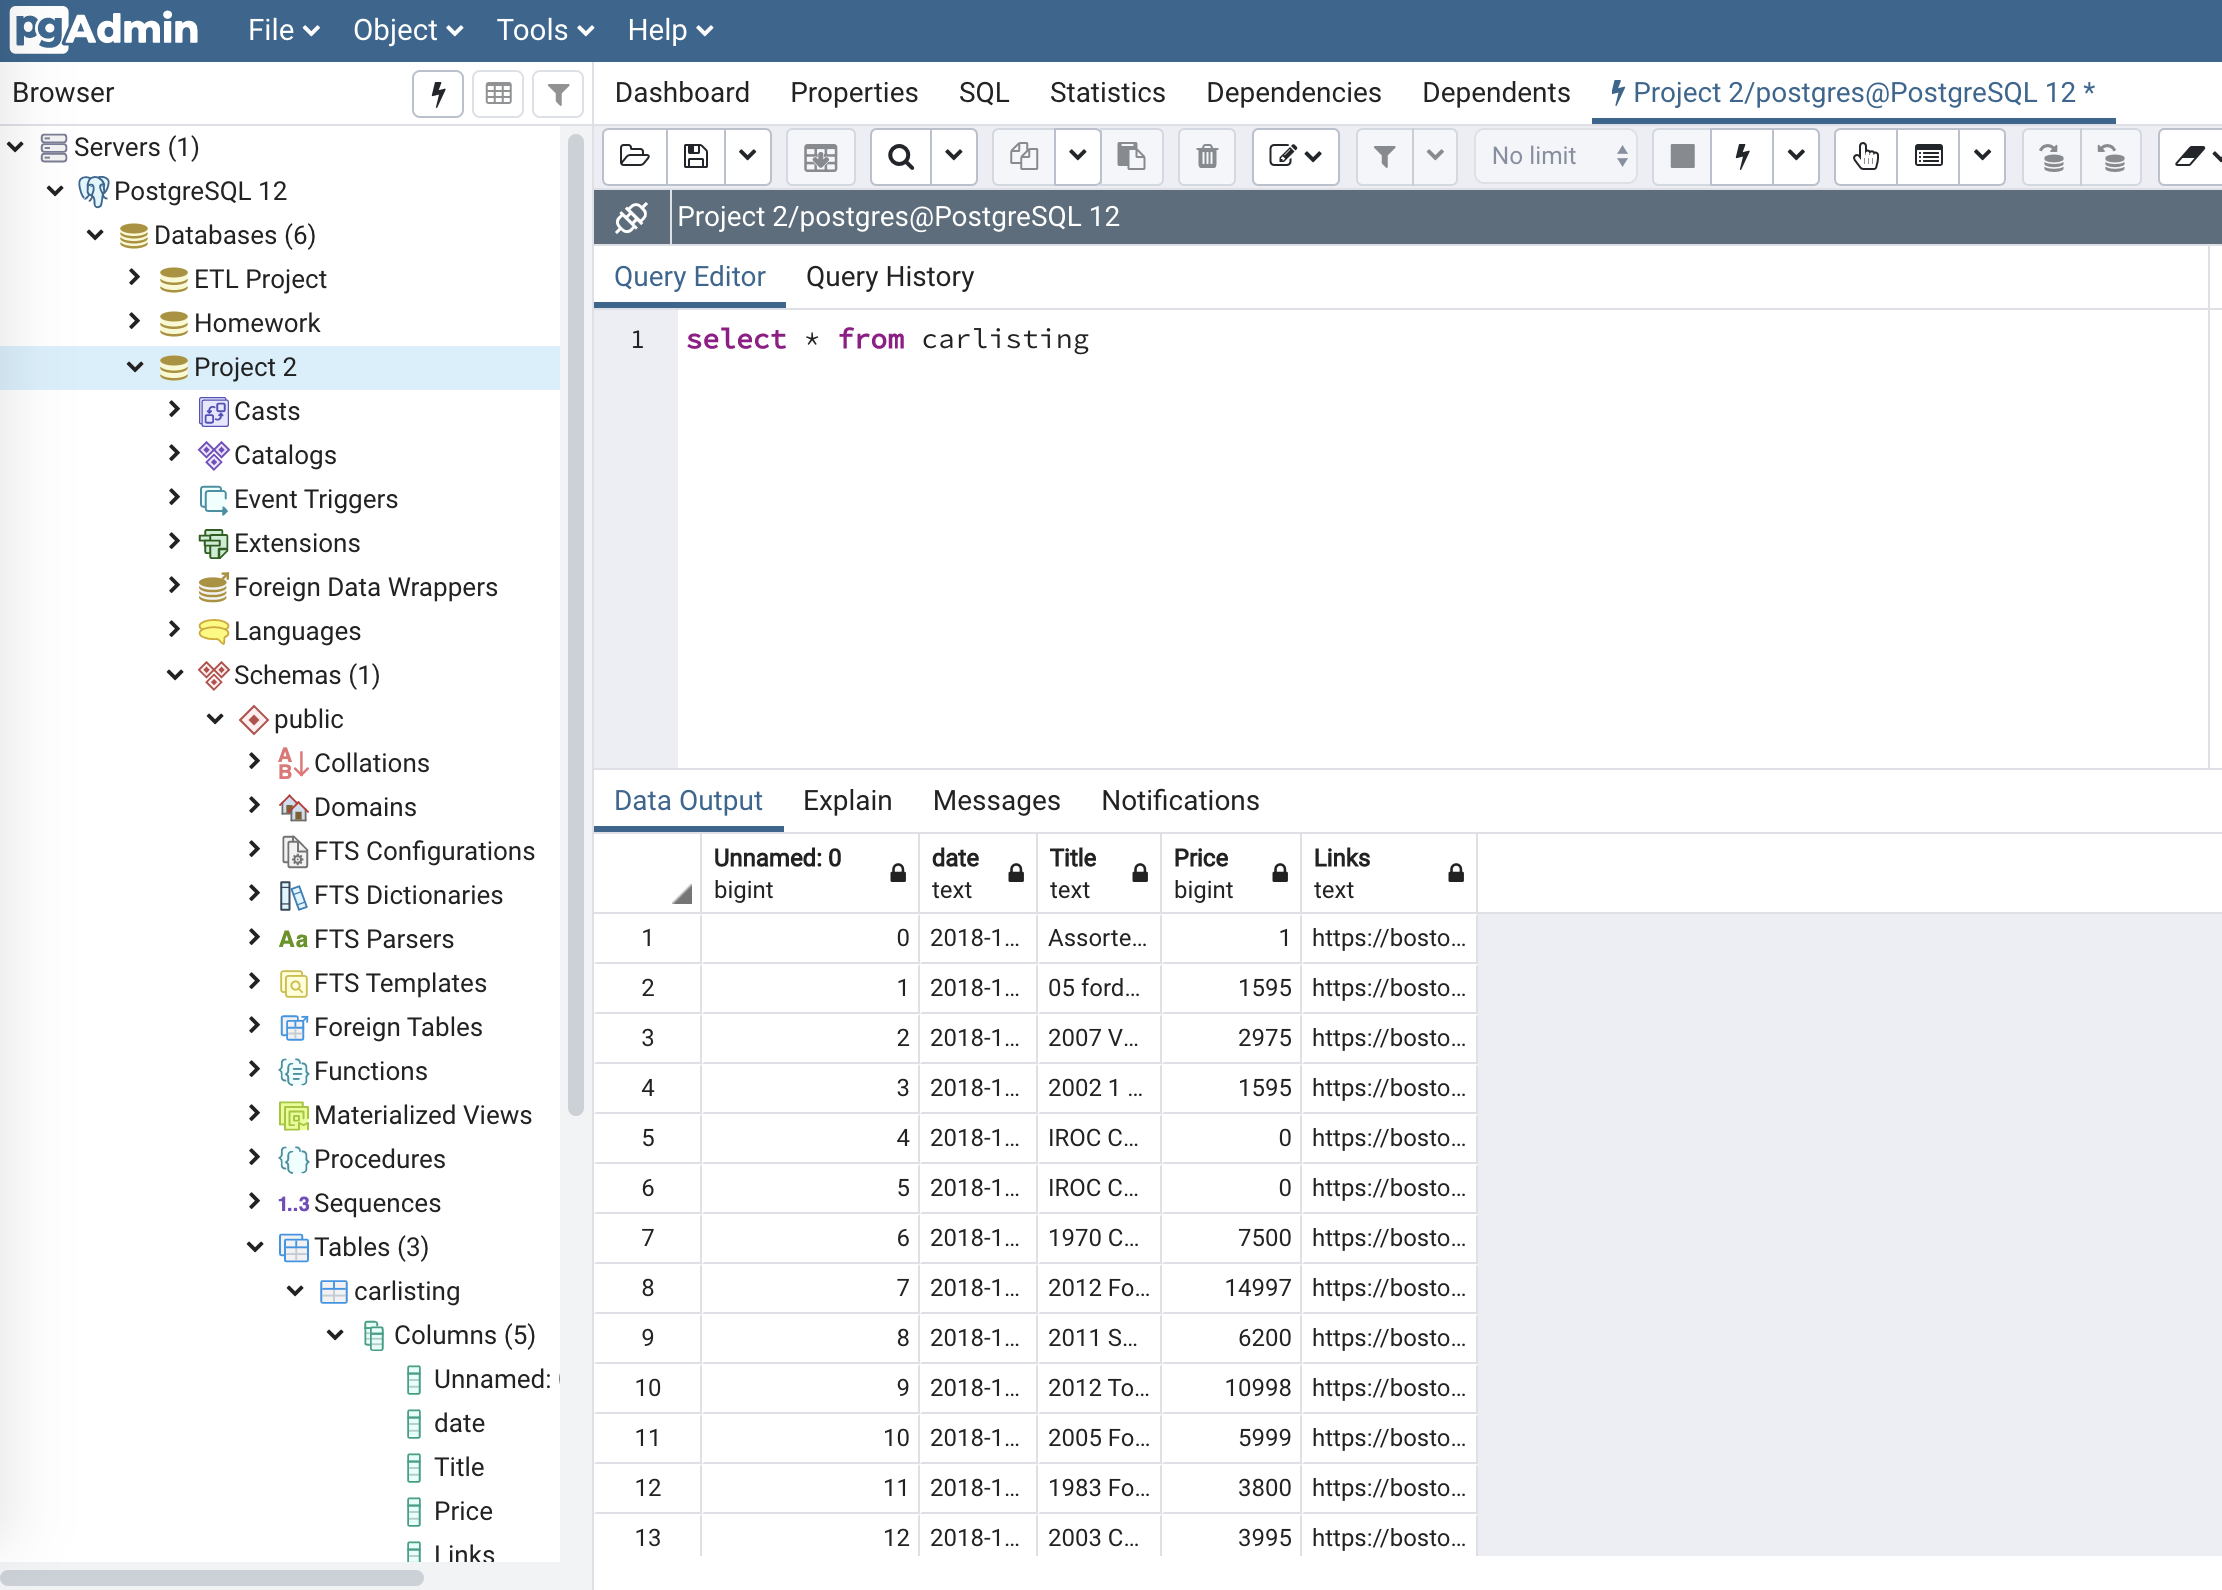 pgAdmin File Object Tools Help
Browser
Servers (1)
PostgreSQL 12
Databases (6)
ETL Project
Homework
Project 2
Casts
Catalogs
Event Triggers
Extensions
Foreign Data Wrappers
Languages
Schemas (1)
public
Collations
Domains
FTS Configurations
FTS Dictionaries
Aa FTS Parsers
FTS Templates
Foreign Tables
Functions
Materialized Views
Procedures
1..3 Sequences
Tables (3)
carlisting
Columns (5)
Unnamed:
date
Title
Price
Links
Dashboard Properties SQL Statistics Dependencies Dependents Project 2/postgres@PostgreSQL 12 *
No limit
Project 2/postgres@PostgreSQL 12
Query Editor Query History
1 select * from carlisting
Data Output Explain Messages Notifications
Unnamed: 0 date Title Price Links
bigint text text bigint text
1 0 2018-1... Assorte... 1 https://bosto...
2 1 2018-1... 05 ford... 1595 https://bosto...
3 2 2018-1... 2007 V... 2975 https://bosto...
4 3 2018-1... 2002 1 ... 1595 https://bosto...
5 4 2018-1... IROC C... 0 https://bosto...
6 5 2018-1... IROC C... 0 https://bosto...
7 6 2018-1... 1970 C... 7500 https://bosto...
8 7 2018-1... 2012 Fo... 14997 https://bosto...
9 8 2018-1... 2011 S... 6200 https://bosto...
10 9 2018-1... 2012 To... 10998 https://bosto...
11 10 2018-1... 2005 Fo... 5999 https://bosto...
12 11 2018-1... 1983 Fo... 3800 https://bosto...
13 12 2018-1... 2003 C... 3995 https://bosto...